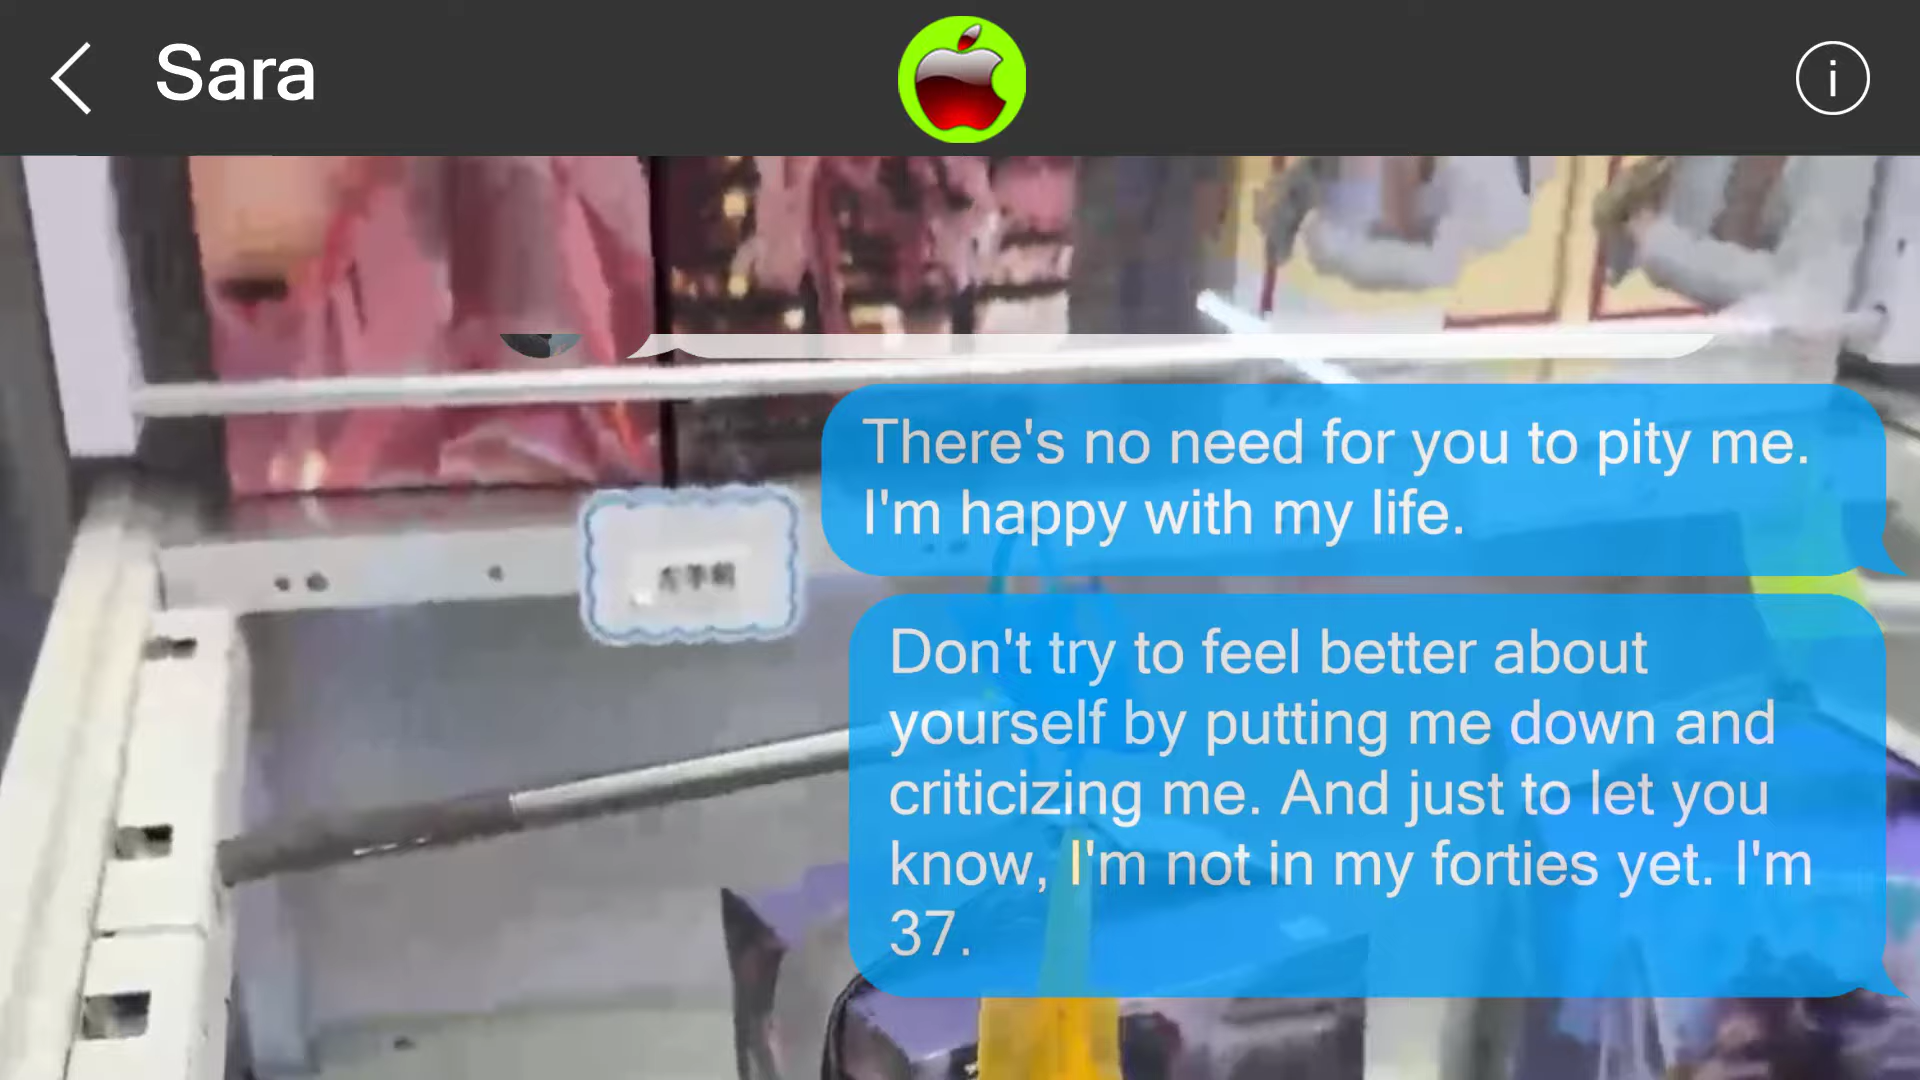 Sara
There's no need for you to pity me.
I'm happy with my life.
Don't try to feel better about
yourself by putting me down and
criticizing me. And just to let you
know, I'm not in my forties yet. I'm
37.